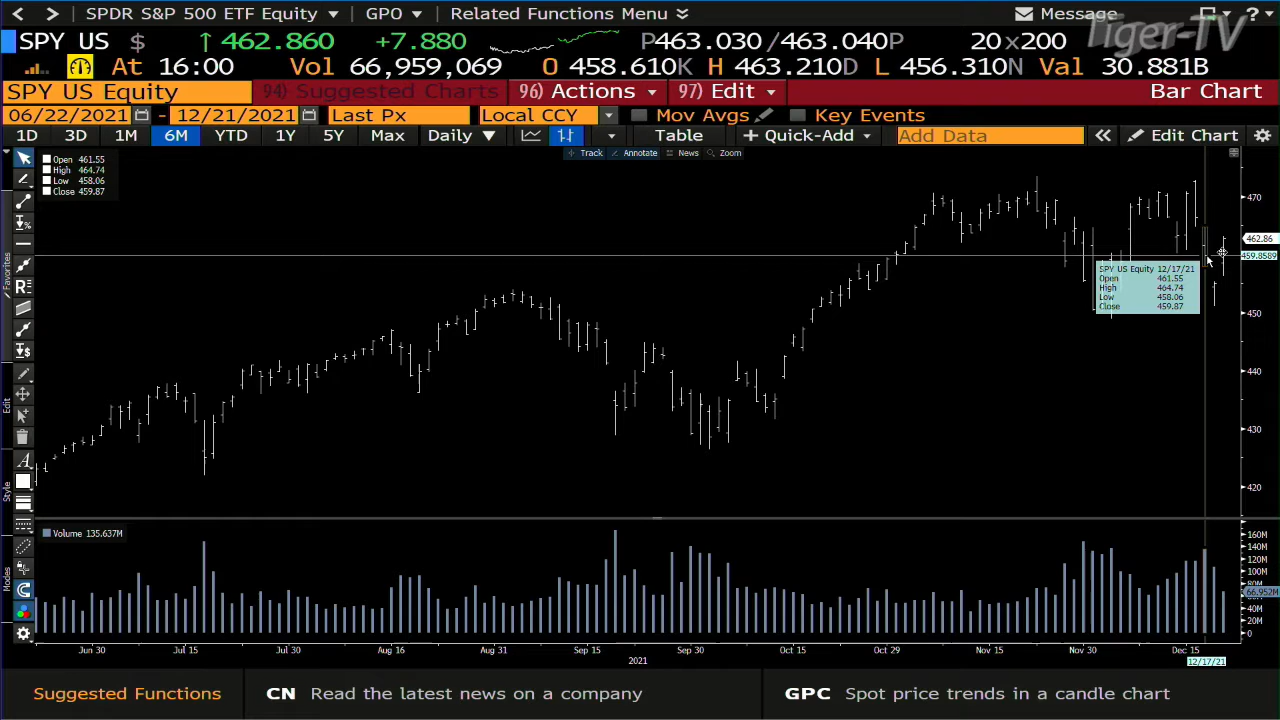 SPDR S&P 500 ETF Equity GPO Related Functions Menu Message ?
Tiger-TV
SPY US $ ↑ 462.860 +7.880 P463.030 /463.040P 20x200
At 16:00 Vol 66,959,069 O 458.610K H 463.210D L 456.310N Val 30.881B
SPY US Equity 94) Suggested Charts 96) Actions 97) Edit Bar Chart
06/22/2021 - 12/21/2021 Last Px Local CCY Mov Avgs Key Events
1D 3D 1M 6M YTD 1Y 5Y Max Daily ▼ Table + Quick-Add Add Data « Edit Chart
Track Annotate News Zoom
Open 461.55
High 464.74
Low 458.06
Close 459.87
470
462.86
459.8589
450
440
430
420
SPY US Equity 12/17/21
Open 461.55
High 464.74
Low 458.06
Close 459.87
Favorites
Edit
Style
Modes
Volume 135.637M
160M
140M
120M
100M
80M
66.952M
40M
20M
0
Jun 30 Jul 15 Jul 30 Aug 16 Aug 31 Sep 15 Sep 30 Oct 15 Oct 29 Nov 15 Nov 30 Dec 15
2021
12/17/21
Suggested Functions CN Read the latest news on a company GPC Spot price trends in a candle chart